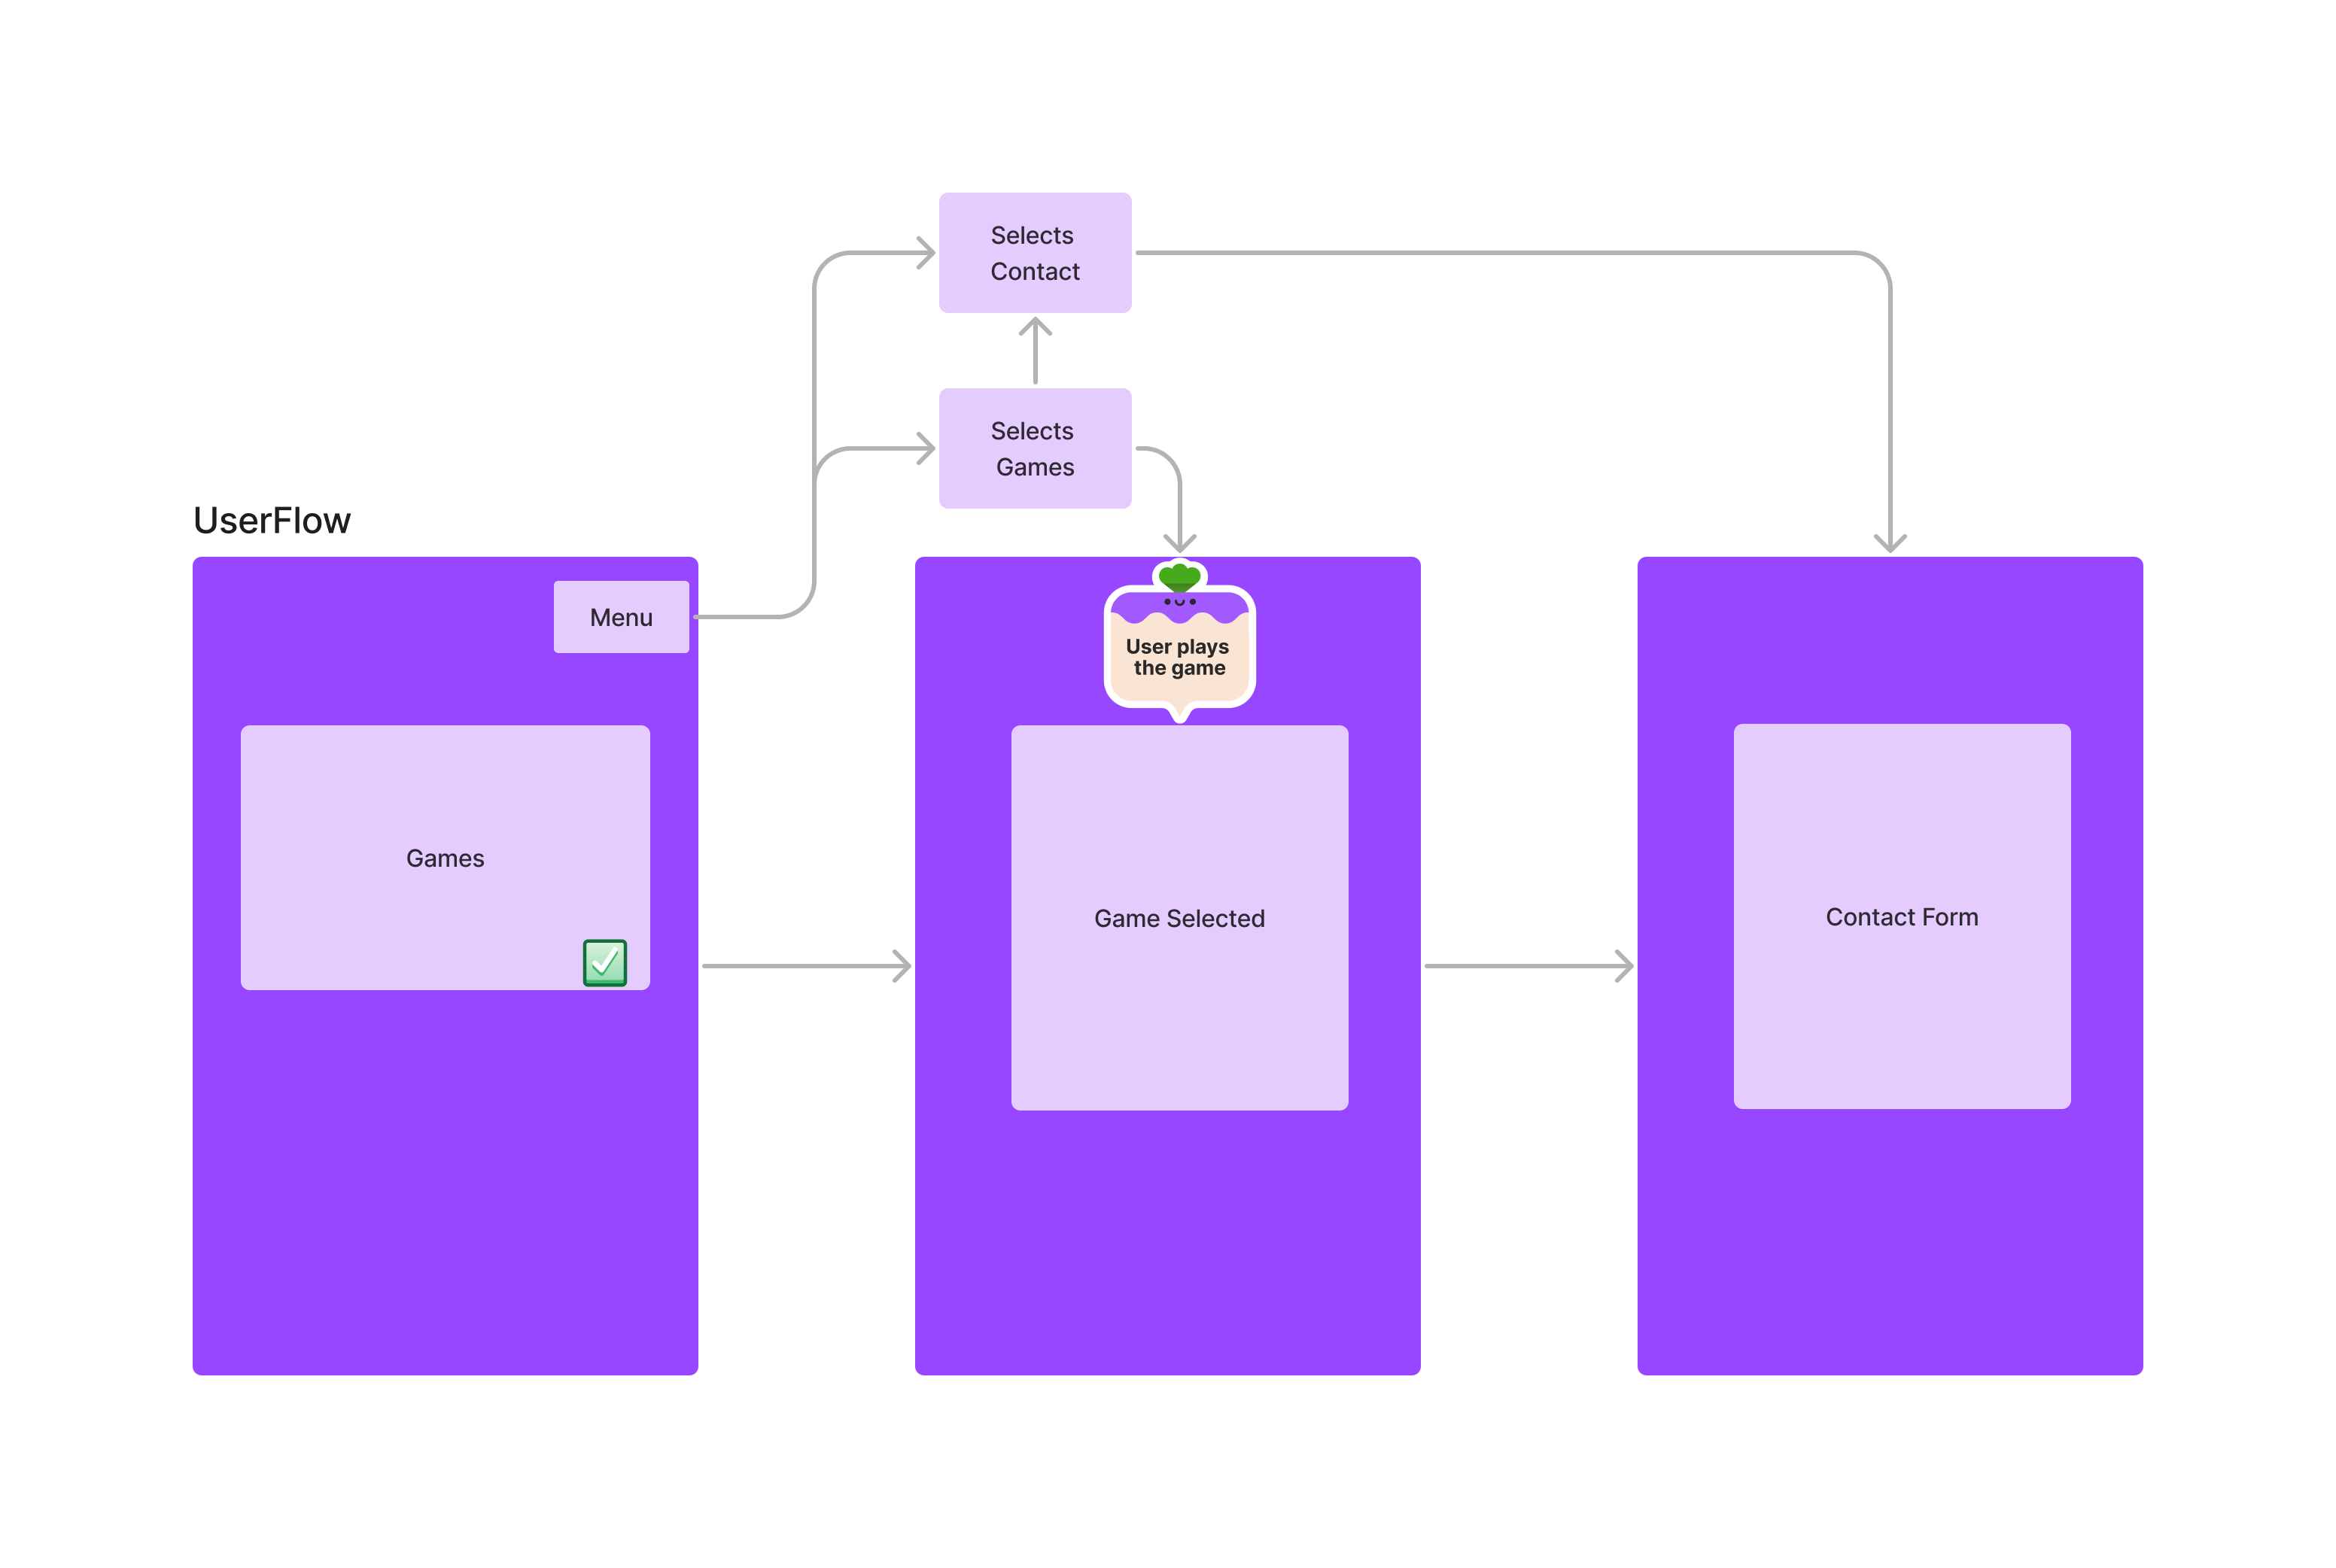 Selects
Contact
Selects
Games
UserFlow
Menu
User plays
the game
Games
Game Selected
Contact Form